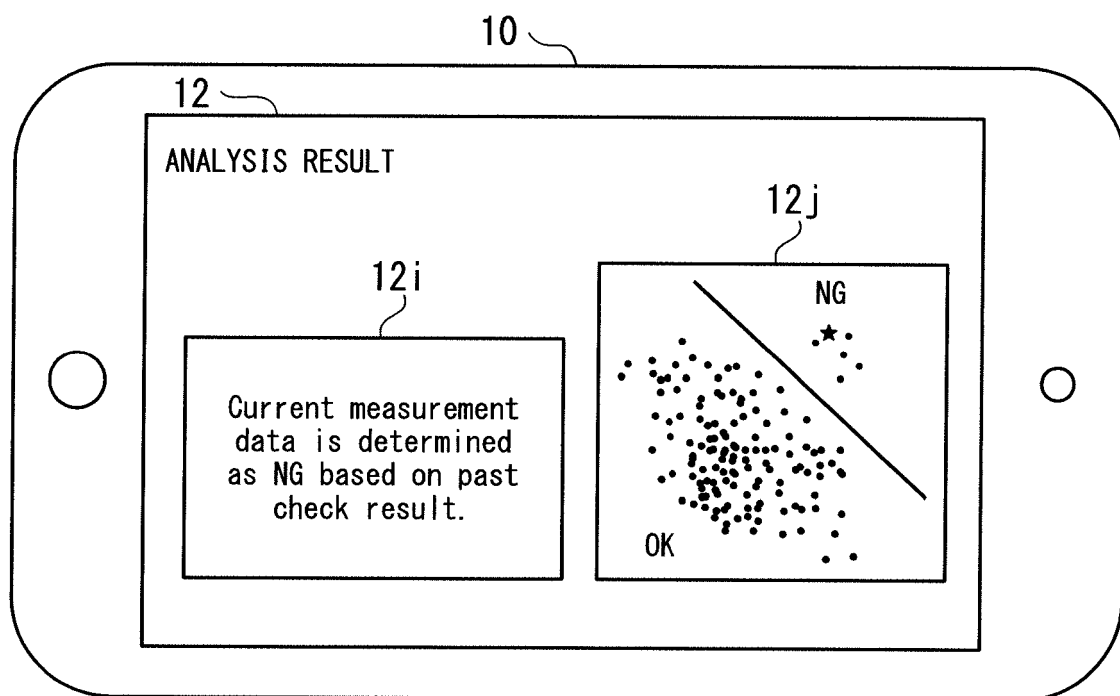 10
12
ANALYSIS RESULT
12j
12i
NG
Current measurement
data is determined
as NG based on past
check result.
OK